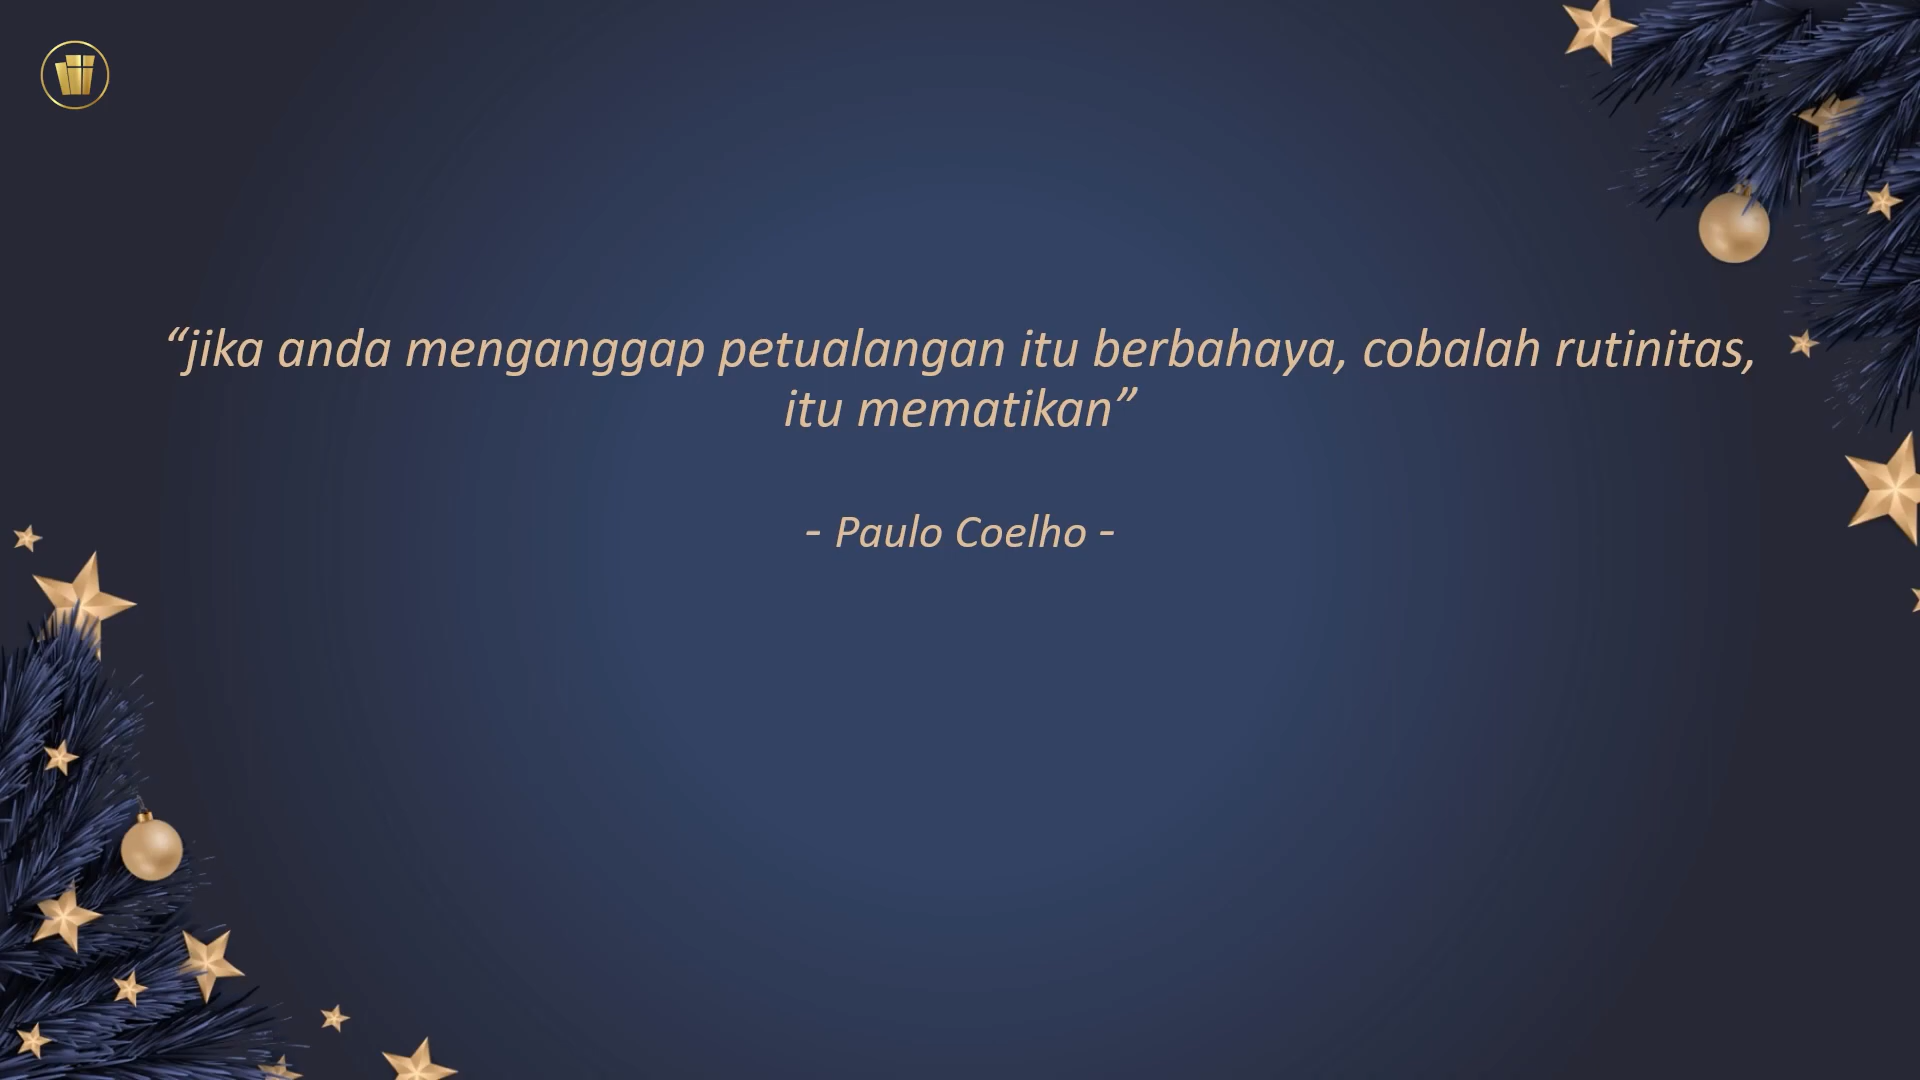 “jika anda menganggap petualangan itu berbahaya, cobalah rutinitas,
itu mematikan”
- Paulo Coelho -